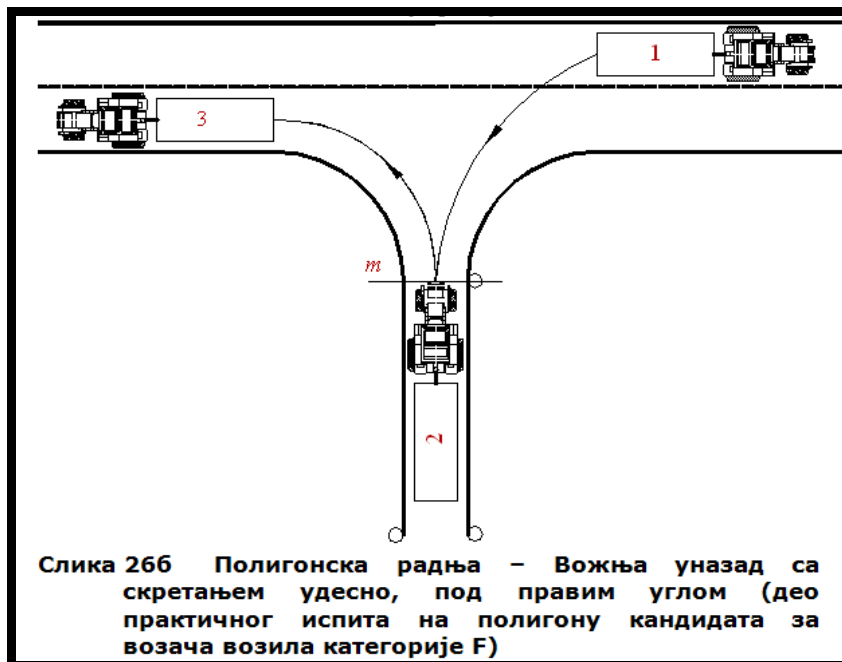 1
3
m
2
Слика 26б Полигонска радња – Вожња уназад са
скретањем удесно, под правим углом (део
практичног испита на полигону кандидата за
возача возила категорије F)